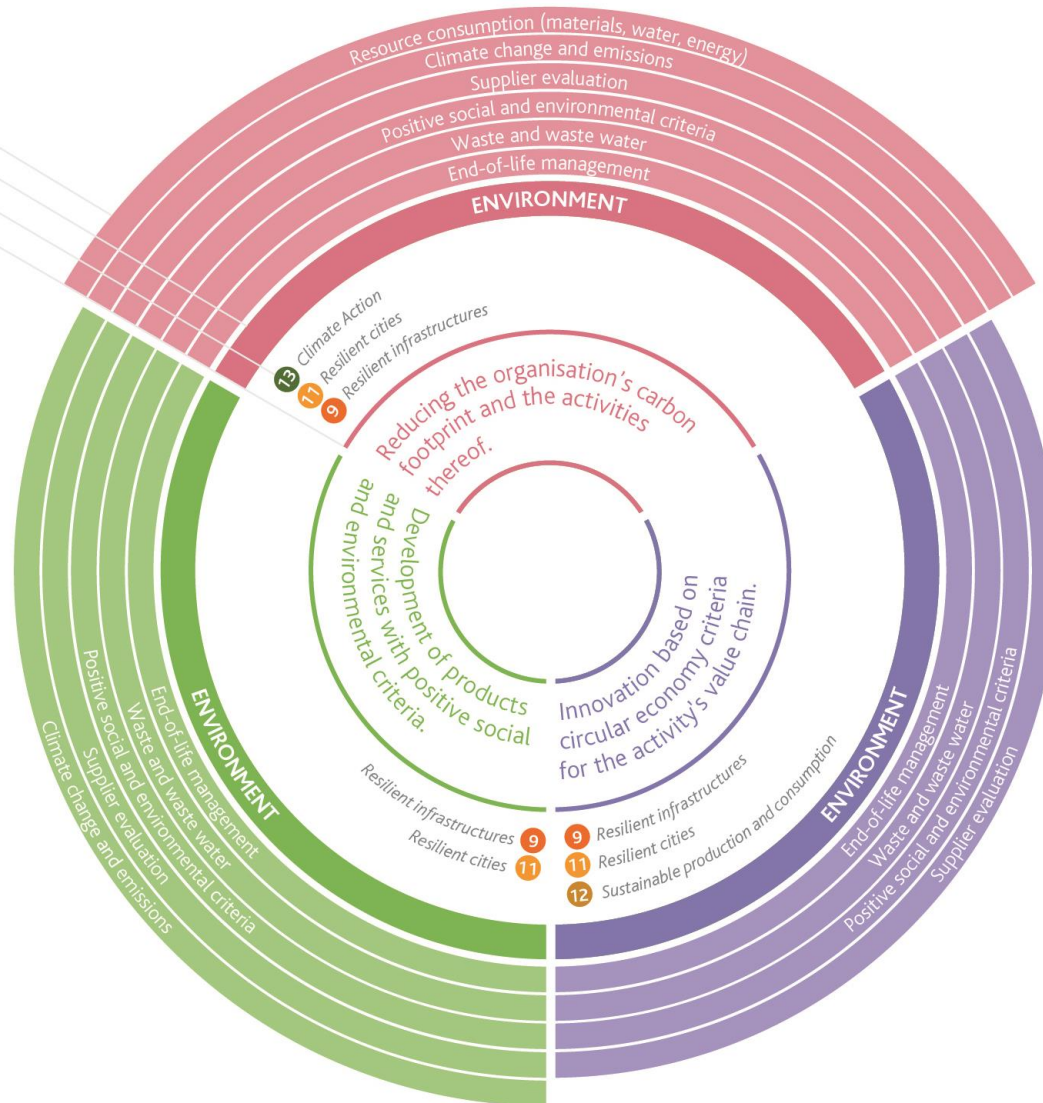 Resource consumption (materials, water, energy)
Climate change and emissions
Supplier evaluation
Positive social and environmental criteria
Waste and waste water
End-of-life management
ENVIRONMENT
13 Climate Action
11 Resilient cities
9 Resilient infrastructures
Reducing the organisation's carbon
footprint and the activities
thereof.
Development of products
and services with positive social
and environmental criteria.
Innovation based on
circular economy criteria
for the activity's value chain.
Resilient infrastructures 9
Resilient cities 11
9 Resilient infrastructures
11 Resilient cities
12 Sustainable production and consumption
ENVIRONMENT
End-of-life management
Waste and waste water
Positive social and environmental criteria
Supplier evaluation
Climate change and emissions
ENVIRONMENT
End-of-life management
Waste and waste water
Positive social and environmental criteria
Supplier evaluation